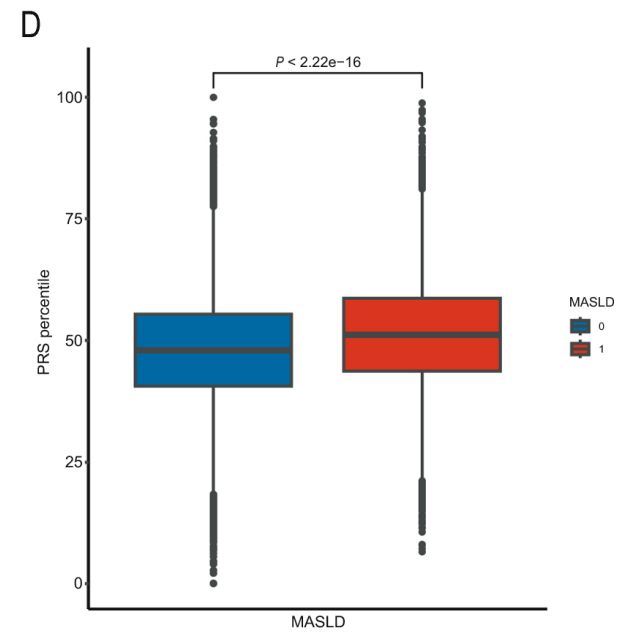 D
P < 2.22e−16
100
75
50
25
0
PRS percentile
MASLD
MASLD
0
1